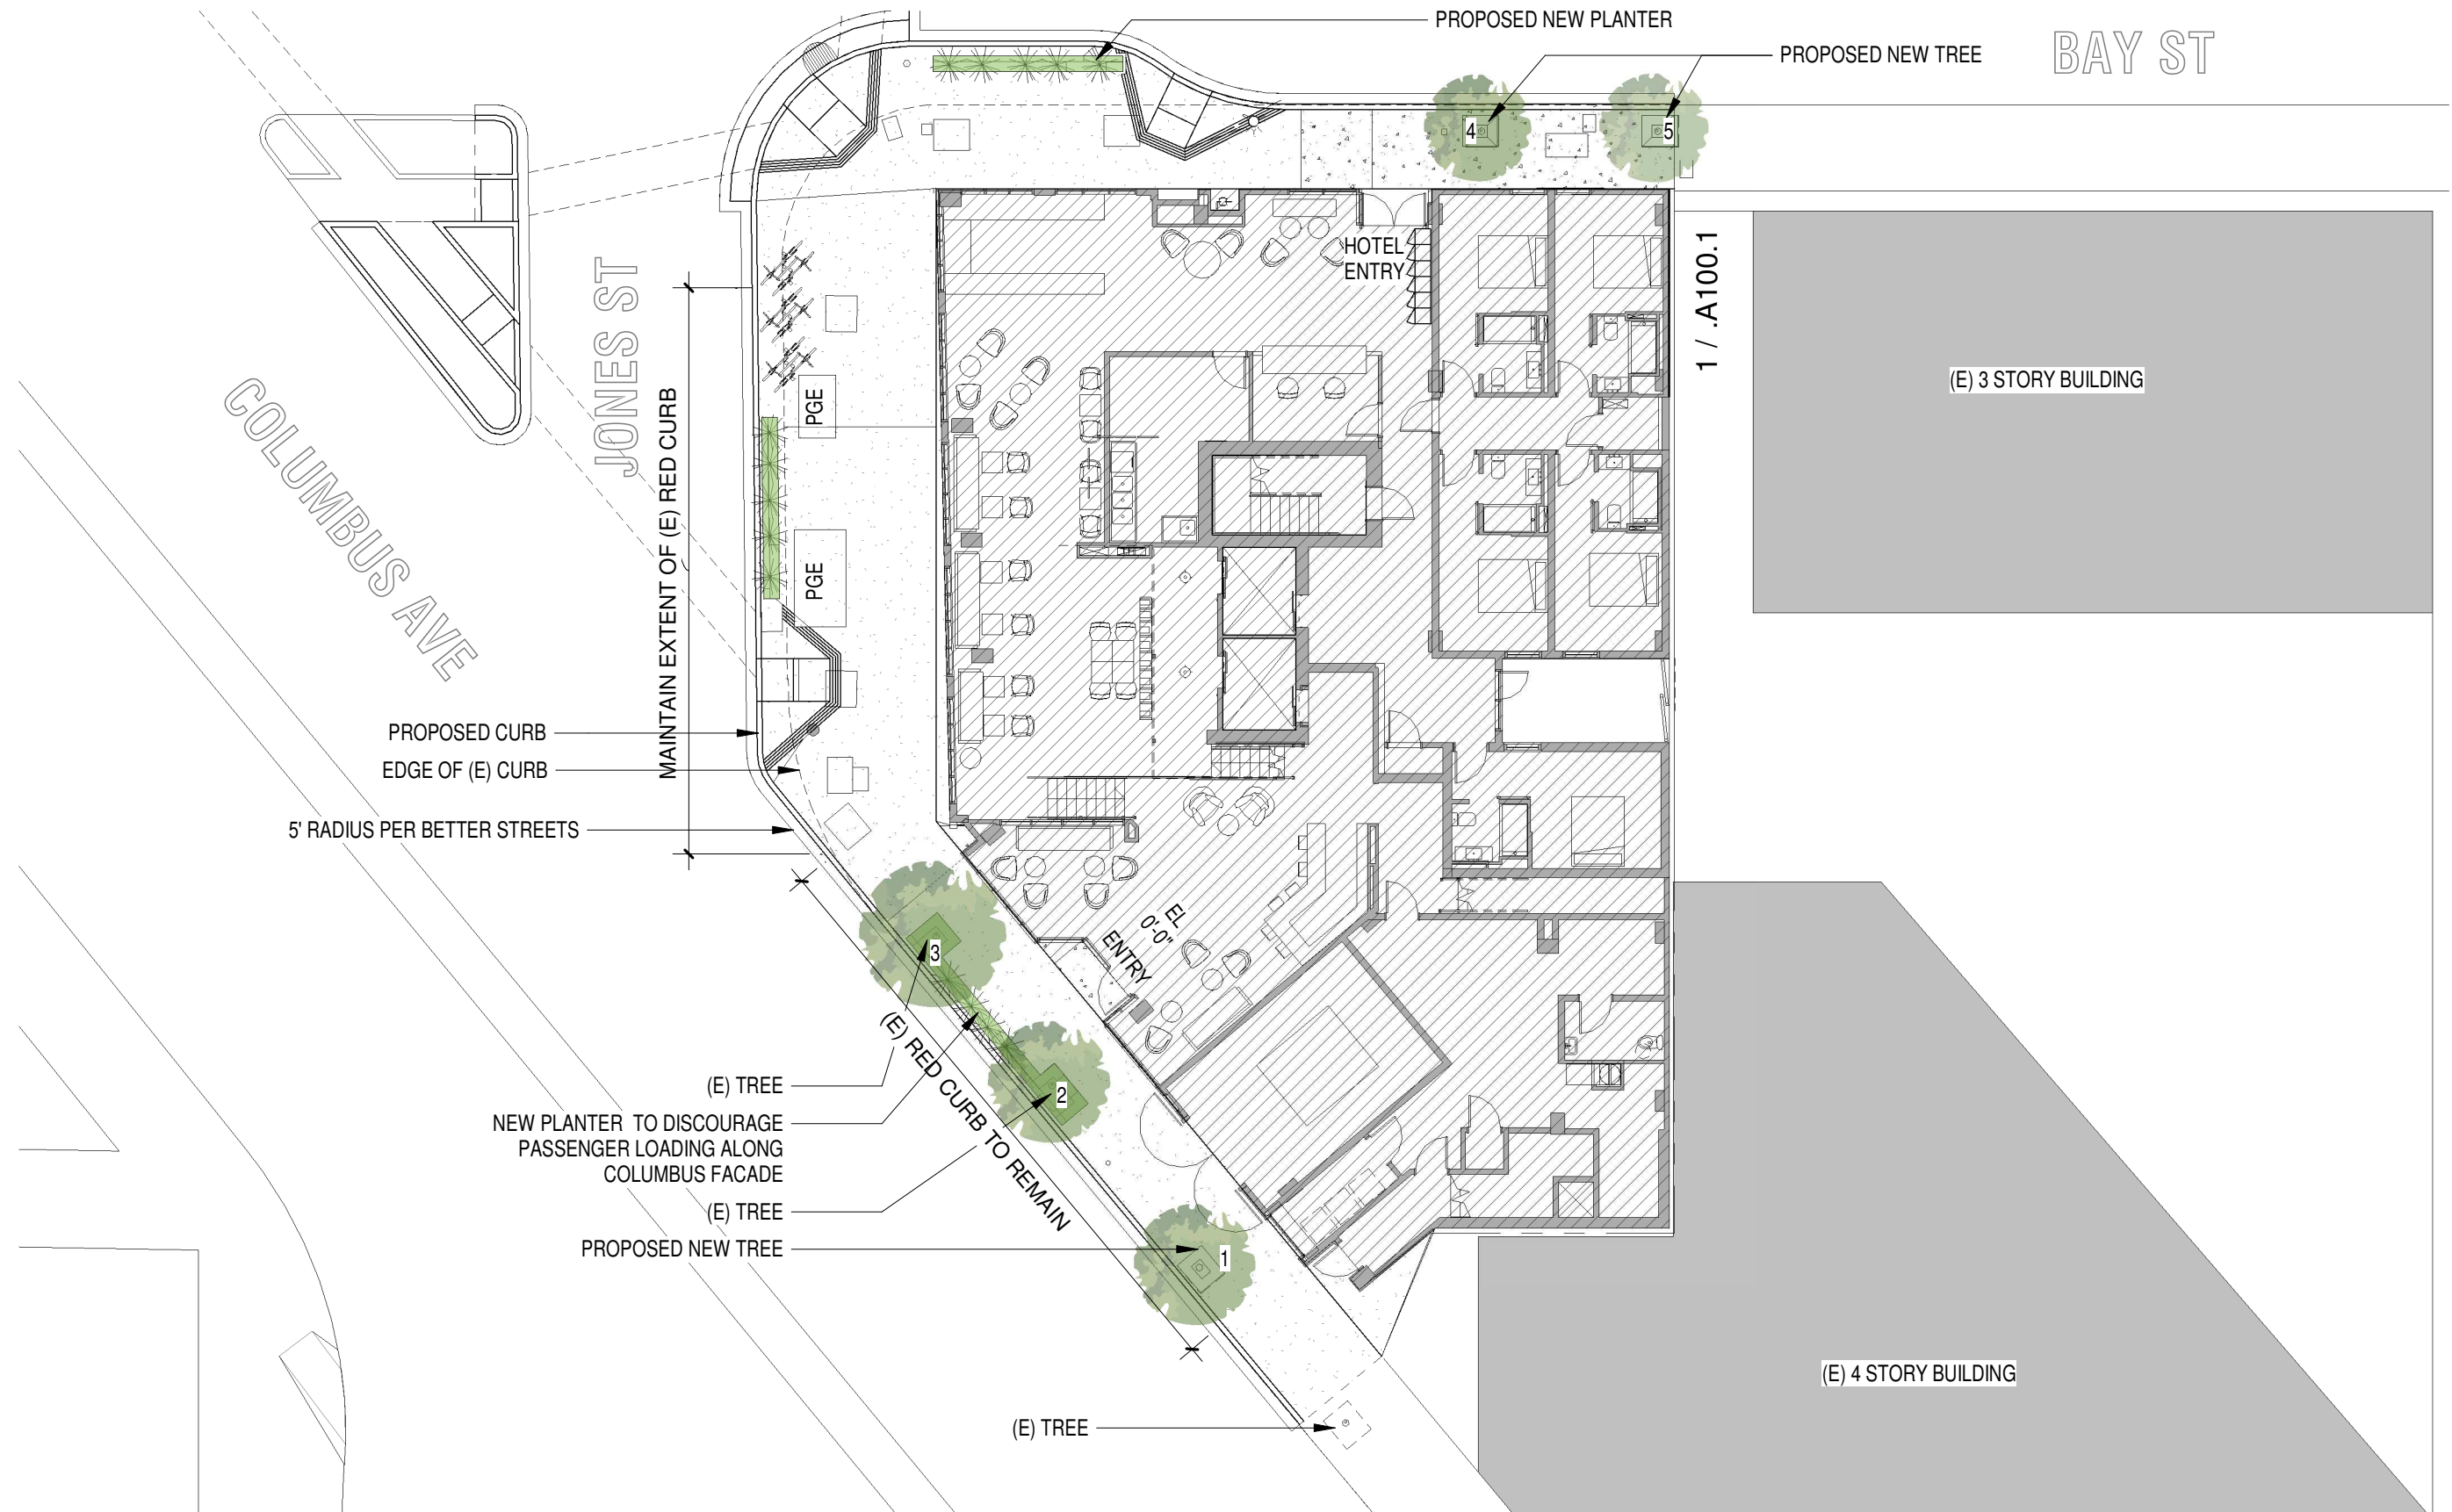 PROPOSED NEW PLANTER
PROPOSED NEW TREE
BAY ST
4
5
HOTEL
ENTRY
1 / .A100.1
(E) 3 STORY BUILDING
JONES ST
COLUMBUS AVE
MAINTAIN EXTENT OF (E) RED CURB
PGE
PGE
PROPOSED CURB
EDGE OF (E) CURB
5' RADIUS PER BETTER STREETS
EL
0'-0"
ENTRY
3
(E) RED CURB TO REMAIN
(E) TREE
2
NEW PLANTER TO DISCOURAGE
PASSENGER LOADING ALONG
COLUMBUS FACADE
(E) TREE
PROPOSED NEW TREE
1
(E) 4 STORY BUILDING
(E) TREE